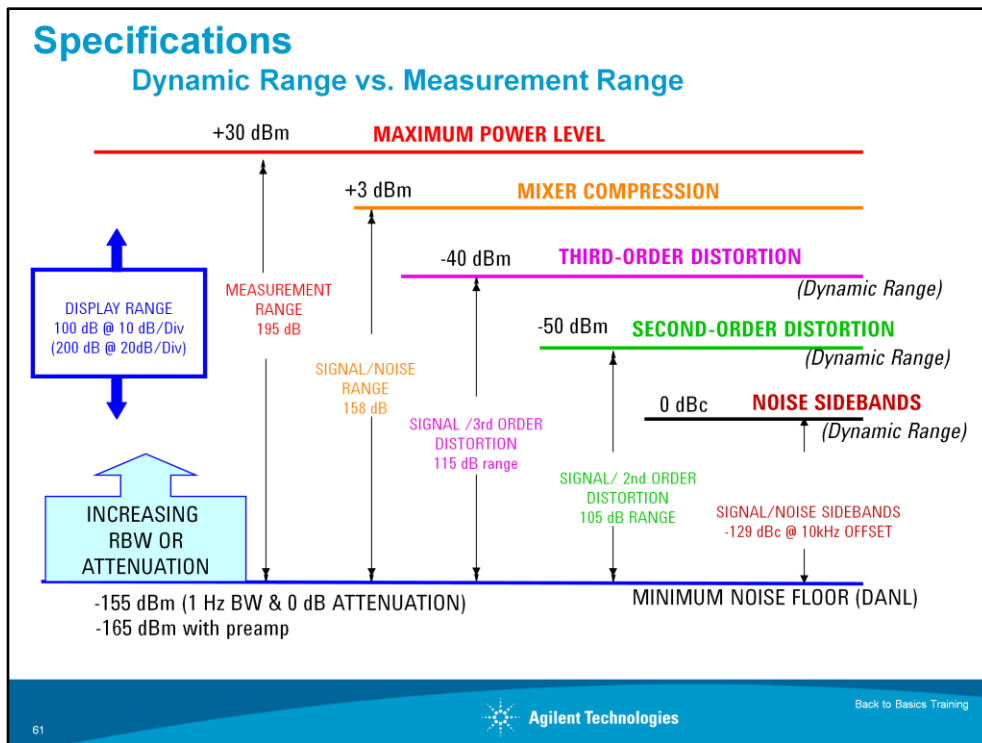 Specifications
Dynamic Range vs. Measurement Range
+30 dBm
MAXIMUM POWER LEVEL
+3 dBm
MIXER COMPRESSION
-40 dBm
THIRD-ORDER DISTORTION
(Dynamic Range)
DISPLAY RANGE
100 dB @ 10 dB/Div
(200 dB @ 20dB/Div)
MEASUREMENT
RANGE
195 dB
-50 dBm
SECOND-ORDER DISTORTION
(Dynamic Range)
SIGNAL/NOISE
RANGE
158 dB
0 dBc
NOISE SIDEBANDS
(Dynamic Range)
SIGNAL /3rd ORDER
DISTORTION
115 dB range
SIGNAL/ 2nd ORDER
DISTORTION
105 dB RANGE
SIGNAL/NOISE SIDEBANDS
-129 dBc @ 10kHz OFFSET
INCREASING
RBW OR
ATTENUATION
-155 dBm (1 Hz BW & 0 dB ATTENUATION)
-165 dBm with preamp
MINIMUM NOISE FLOOR (DANL)
61
Agilent Technologies
Back to Basics Training